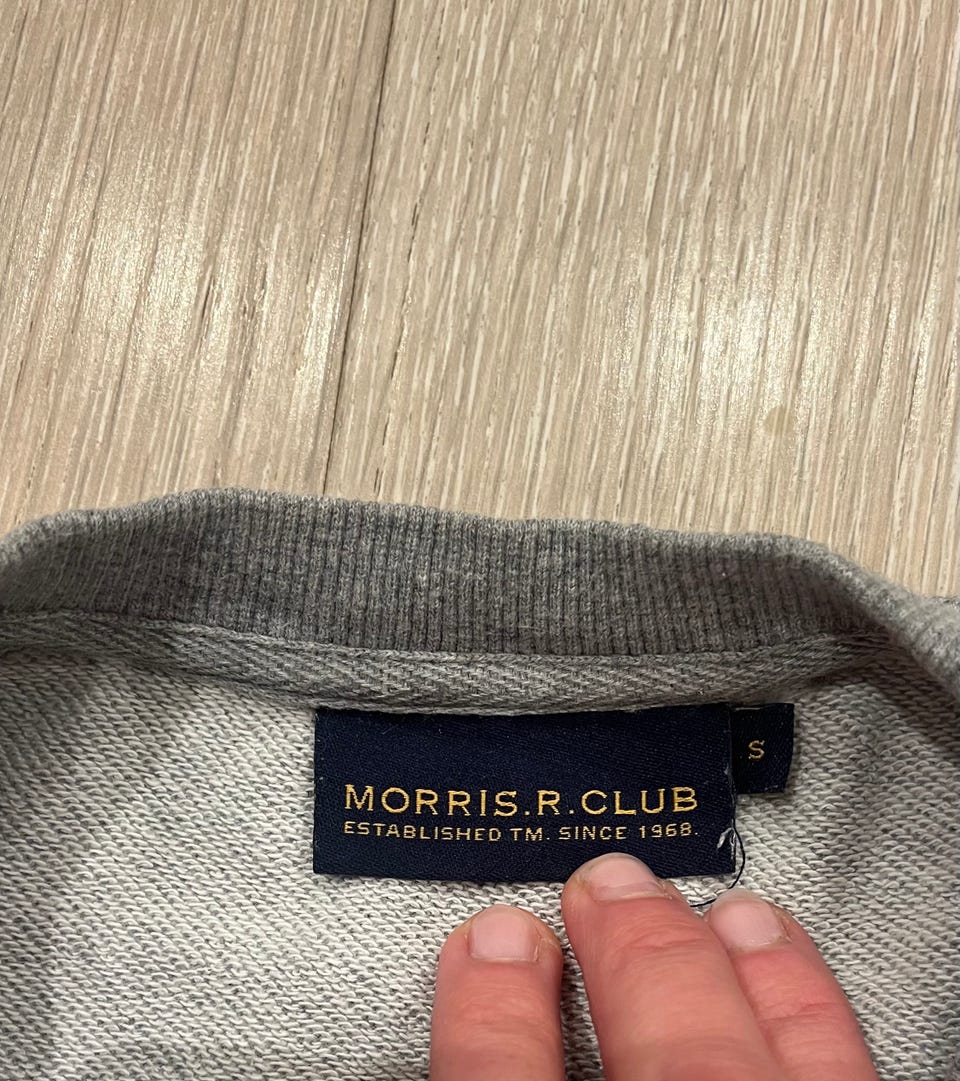 MORRIS.R.CLUB
ESTABLISHED TM. SINCE 1968.
S